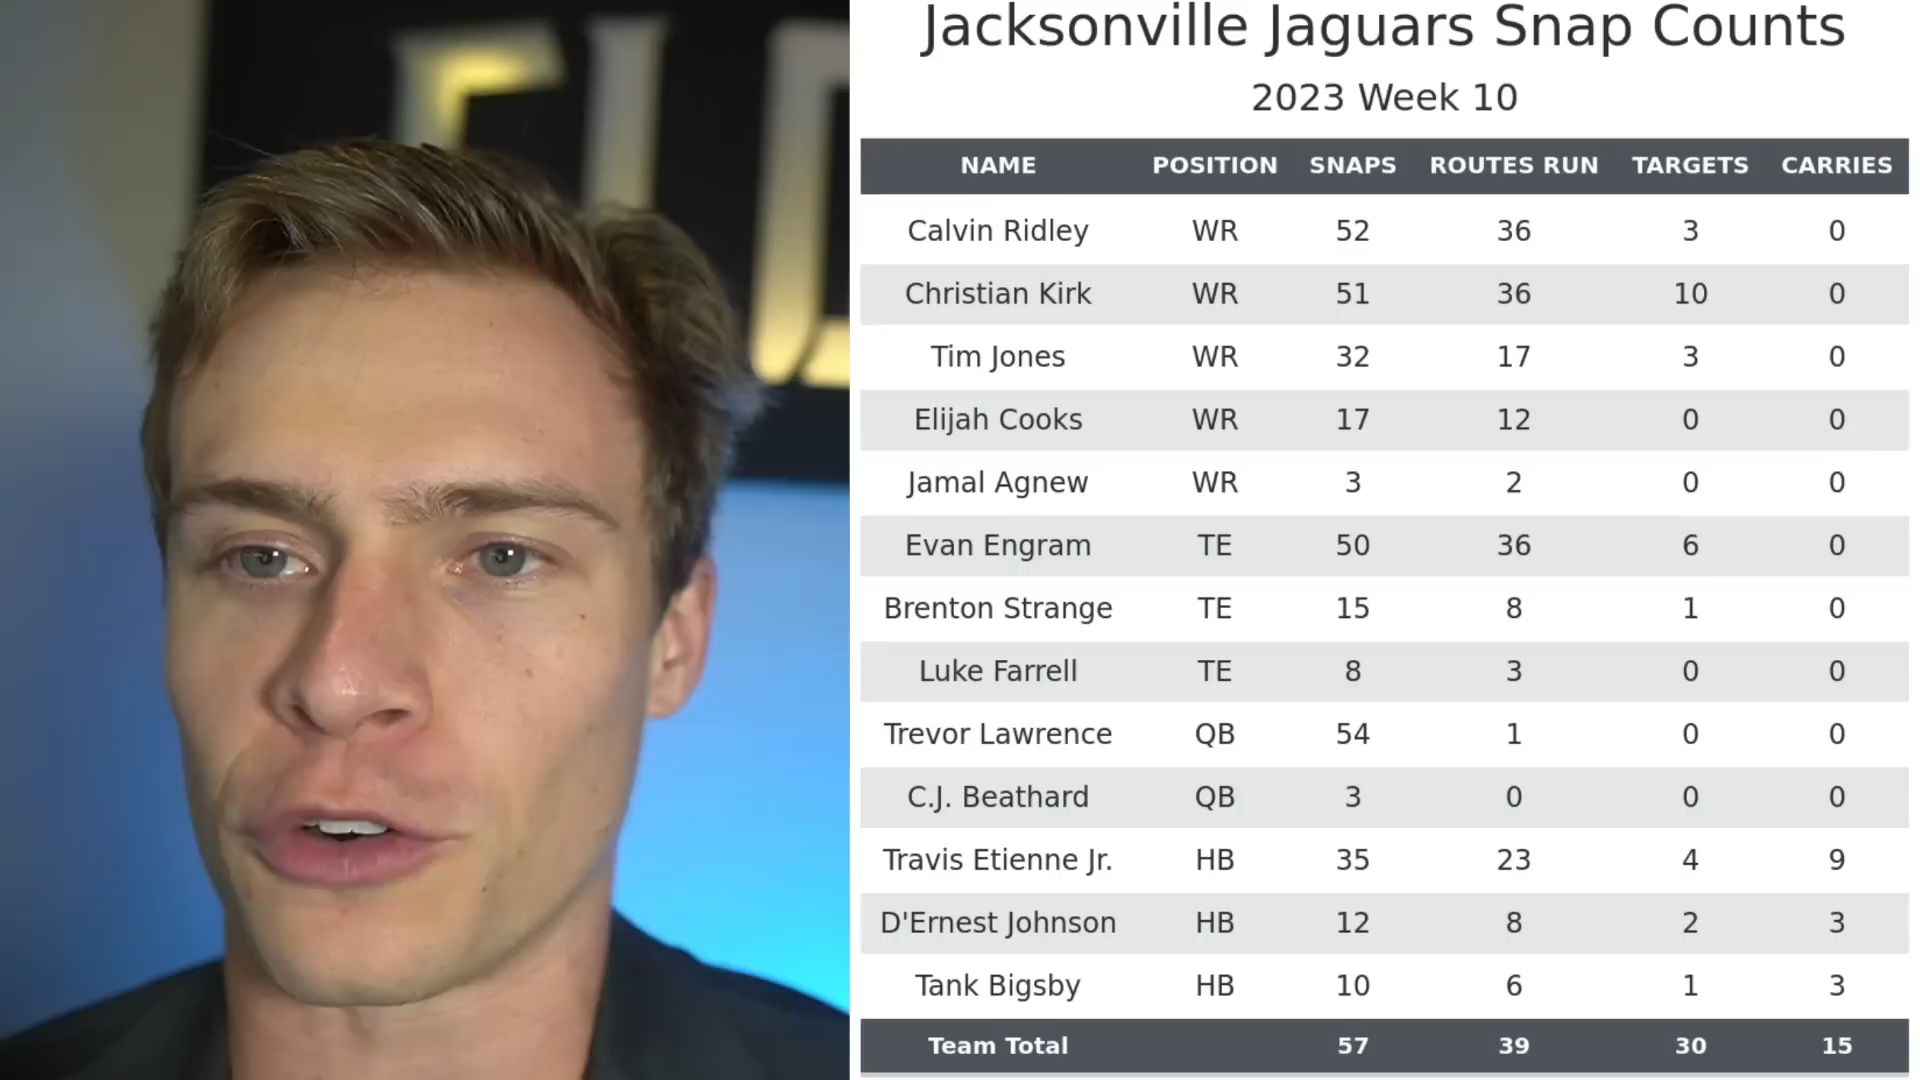 Jacksonville Jaguars Snap Counts
2023 Week 10
NAME POSITION SNAPS ROUTES RUN TARGETS CARRIES
Calvin Ridley WR 52 36 3 0
Christian Kirk WR 51 36 10 0
Tim Jones WR 32 17 3 0
Elijah Cooks WR 17 12 0 0
Jamal Agnew WR 3 2 0 0
Evan Engram TE 50 36 6 0
Brenton Strange TE 15 8 1 0
Luke Farrell TE 8 3 0 0
Trevor Lawrence QB 54 1 0 0
C.J. Beathard QB 3 0 0 0
Travis Etienne Jr. HB 35 23 4 9
D'Ernest Johnson HB 12 8 2 3
Tank Bigsby HB 10 6 1 3
Team Total 57 39 30 15